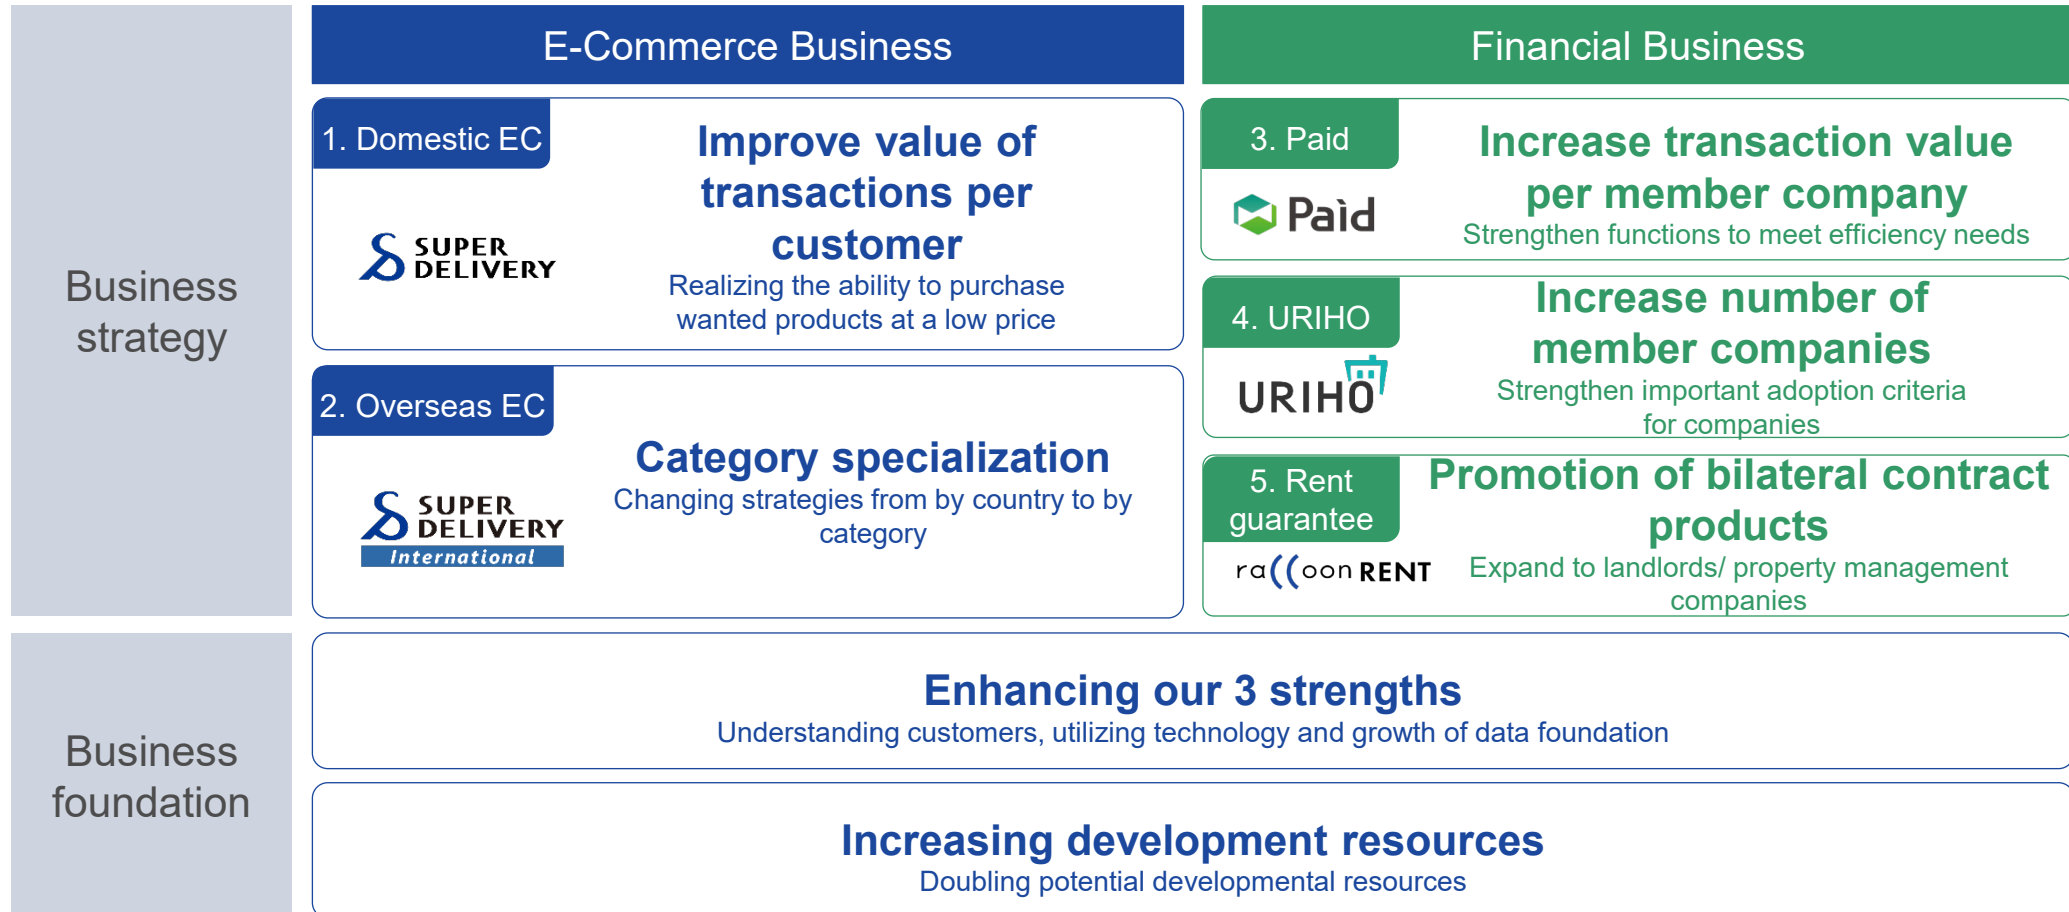 E-Commerce Business
Financial Business
Business
strategy
1. Domestic EC
SUPER
DELIVERY
Improve value of
transactions per
customer
Realizing the ability to purchase
wanted products at a low price
2. Overseas EC
SUPER
DELIVERY
International
Category specialization
Changing strategies from by country to by
category
3. Paid
Paid
Increase transaction value
per member company
Strengthen functions to meet efficiency needs
4. URIHO
URIHO
Increase number of
member companies
Strengthen important adoption criteria
for companies
5. Rent
guarantee
raccoon RENT
Promotion of bilateral contract
products
Expand to landlords/ property management
companies
Business
foundation
Enhancing our 3 strengths
Understanding customers, utilizing technology and growth of data foundation
Increasing development resources
Doubling potential developmental resources